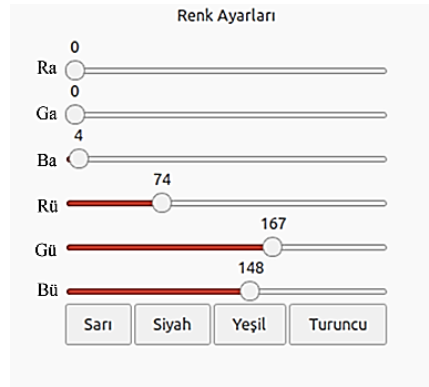 Renk Ayarları
0
Ra
0
Ga
4
Ba
74
Rü
167
Gü
148
Bü
Sarı Siyah Yeşil Turuncu